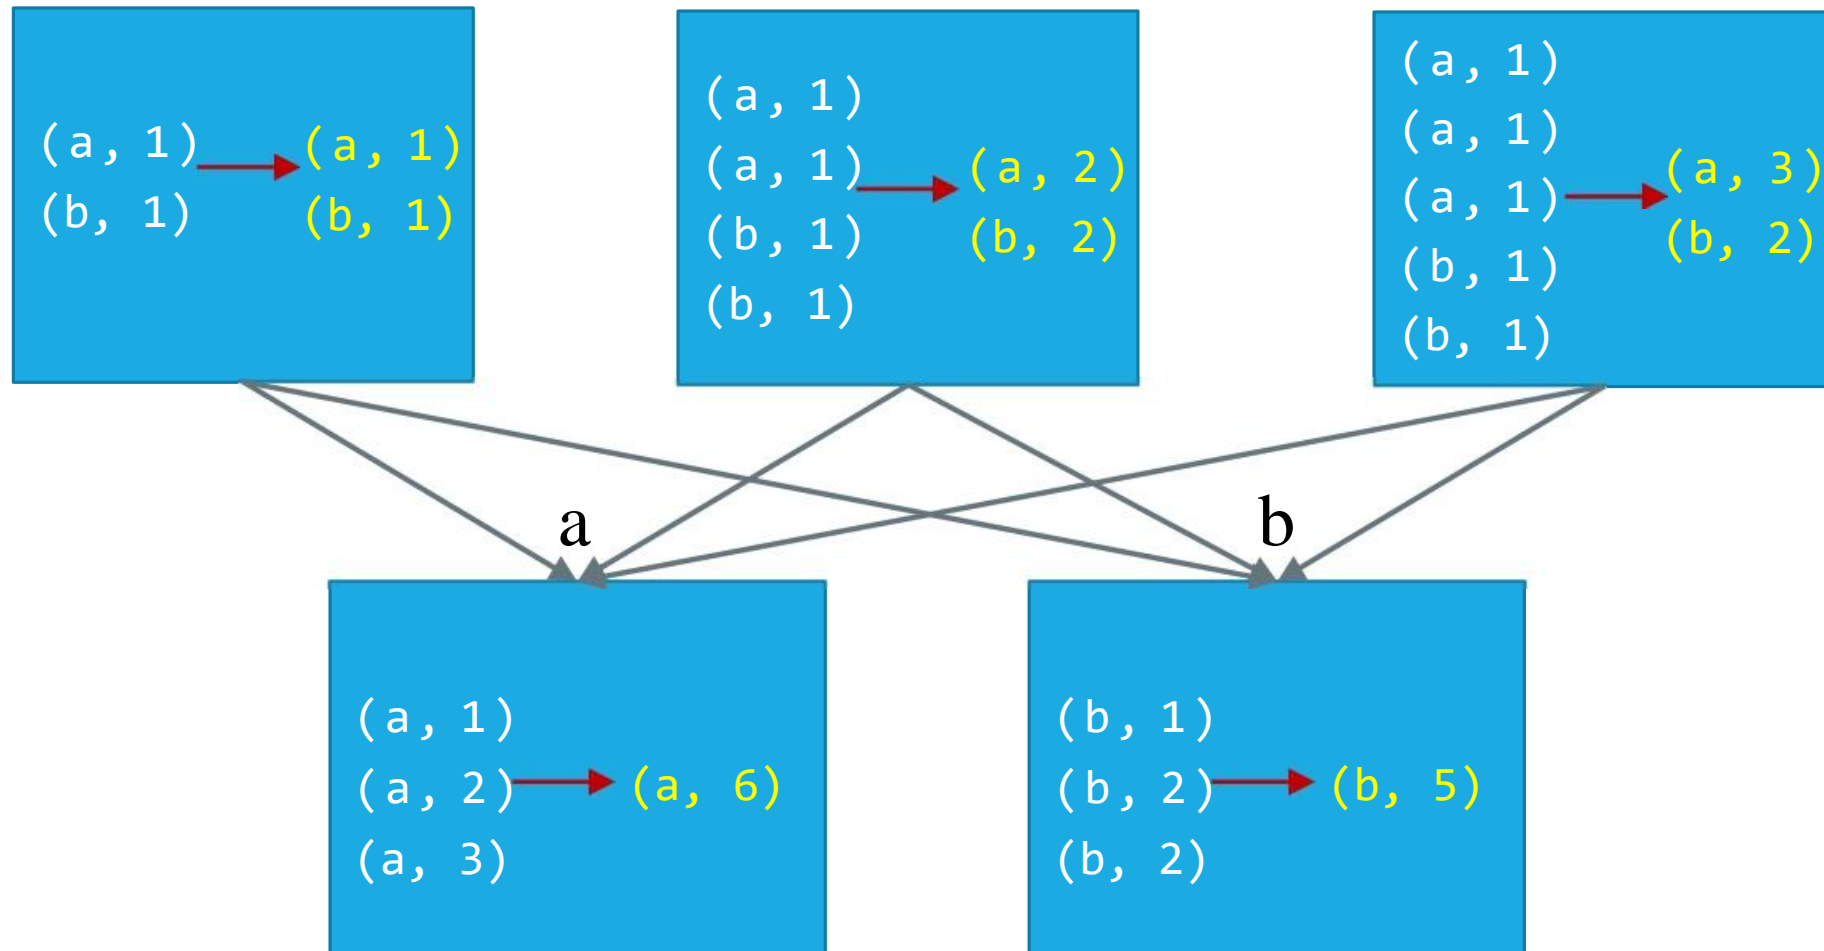 (a, 1)
(b, 1)
(a, 1)
(b, 1)
(a, 1)
(a, 1)
(b, 1)
(b, 1)
(a, 2)
(b, 2)
(a, 1)
(a, 1)
(a, 1)
(b, 1)
(b, 1)
(a, 3)
(b, 2)
a
b
(a, 1)
(a, 2)
(a, 3)
(a, 6)
(b, 1)
(b, 2)
(b, 2)
(b, 5)